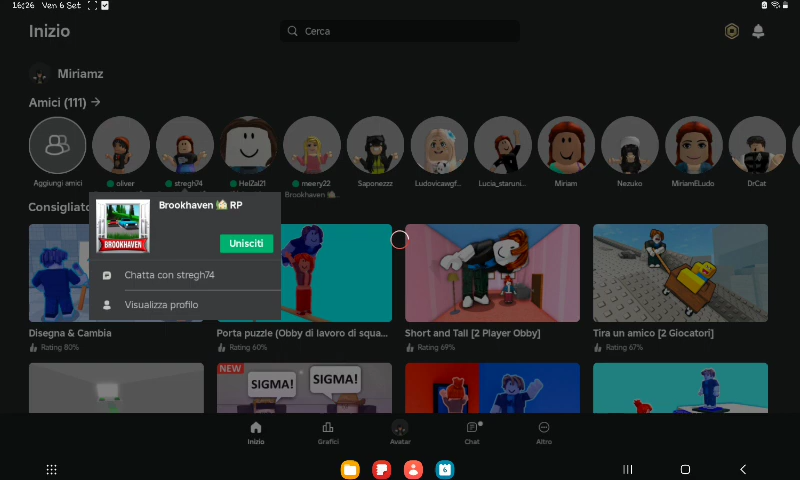 16:26 Ven 6 Set
Inizio
Cerca
Miriamz
Amici (111)
Aggiungi amici
oliver
stregh74
HelZal21
meery22
Brookhaven
Saponezzz
Ludovicawgf...
Lucia_staruni...
Miriam
Nezuko
MiriamELudo
DrCat
Consigliat
Brookhaven RP
BROOKHAVEN
Unisciti
Chatta con stregh74
Visualizza profilo
Disegna & Cambia
Rating 80%
Porta puzzle (Obby di lavoro di squa...
Rating 60%
Short and Tall [2 Player Obby]
Rating 69%
Tira un amico [2 Giocatori]
Rating 67%
NEW
SIGMA!
SIGMA!
Inizio
Grafici
Avatar
Chat
Altro
6